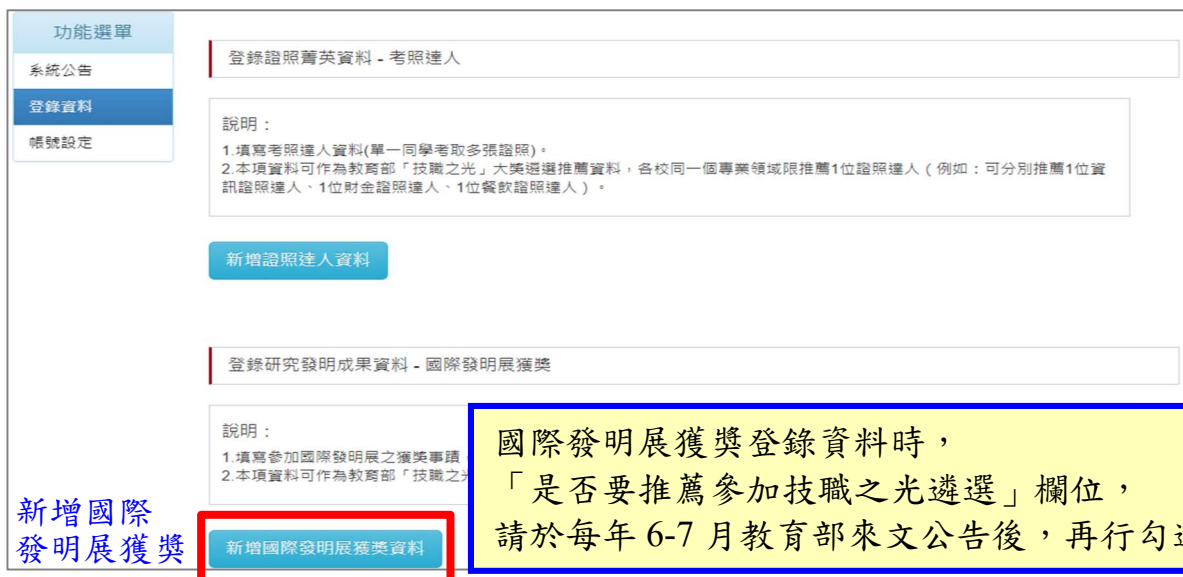 功能選單
系統公告
登錄資料
帳號設定
登錄證照菁英資料 - 考照達人
說明：
1.填寫考照達人資料(單一同學考取多張證照)。
2.本項資料可作為教育部「技職之光」大獎遴選推薦資料，各校同一個專業領域限推薦1位證照達人（例如：可分別推薦1位資
訊證照達人、1位財金證照達人、1位餐飲證照達人）。
新增證照達人資料
登錄研究發明成果資料 - 國際發明展獲獎
說明：
1.填寫參加國際發明展之獲獎事蹟
2.本項資料可作為教育部「技職之
國際發明展獲獎登錄資料時，
「是否要推薦參加技職之光遴選」欄位，
請於每年 6-7 月教育部來文公告後，再行勾
新增國際
發明展獲獎
新增國際發明展獲獎資料